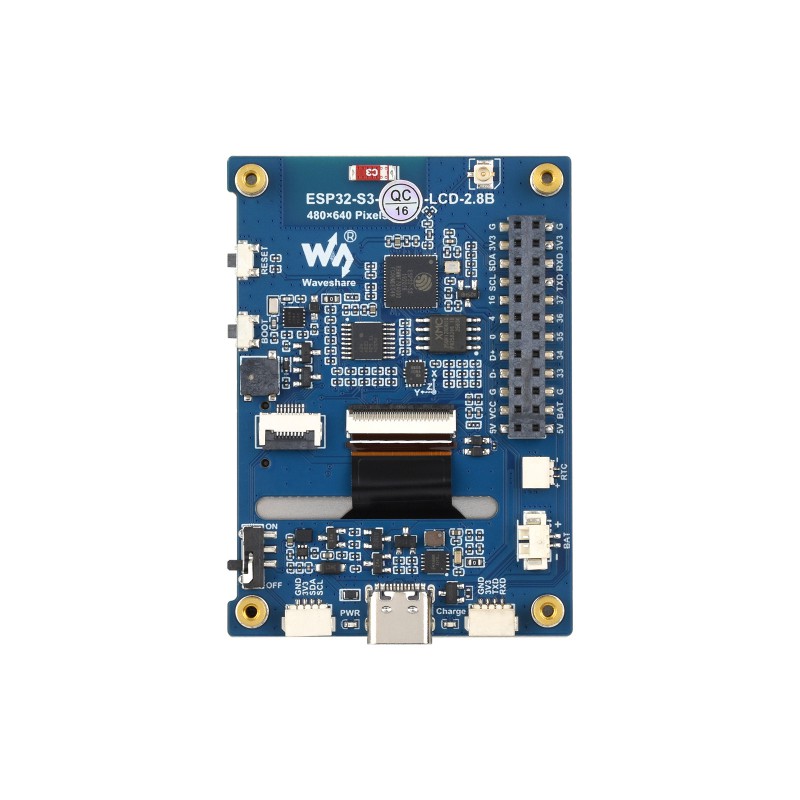 C3
ESP32-S3-
-LCD-2.8B
QC
16
480×640 Pixels
®
Waveshare
RESET
BOOT
3V3 G
SDA 3V3
SCL RXD
16 TXD
4 37
0 36
D+ 35
D- 34
G 33
VCC G
5V BAT
5V
XMC
X
Y
Z
- RTC +
ON
OFF
+ BAT
GND
3V3
SDA
SCL
PWR
Charge
GND
3V3
TXD
RXD